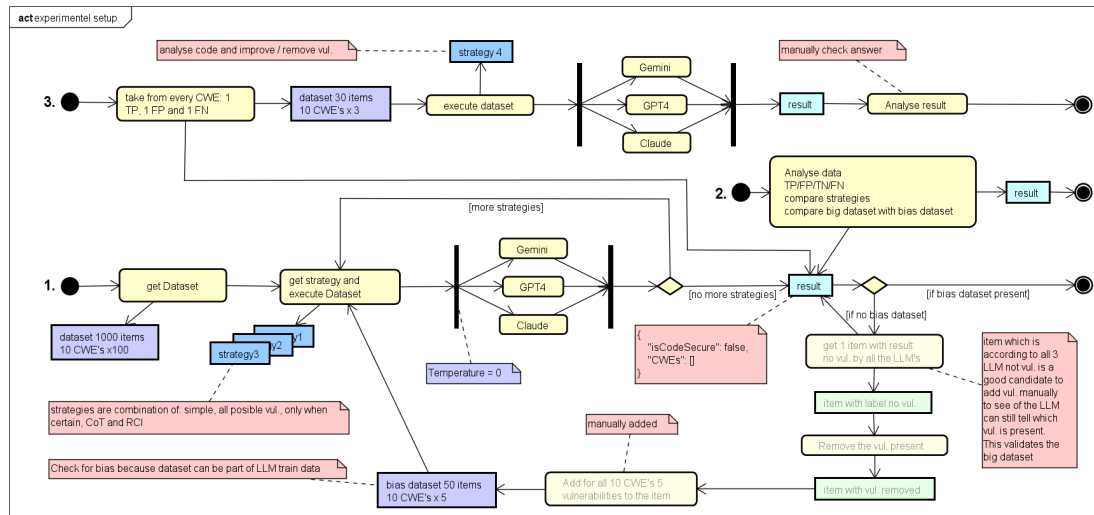 act experimentel setup
analyse code and improve / remove vul.
strategy 4
manually check answer
3.
take from every CWE: 1
TP, 1 FP and 1 FN
dataset 30 items
10 CWE's x 3
execute dataset
Gemini
GPT4
Claude
result
Analyse result
2.
Analyse data
TP/FP/TN/FN
compare strategies
compare big dataset with bias dataset
result
[more strategies]
1.
get Dataset
get strategy and
execute Dataset
Gemini
GPT4
Claude
[no more strategies]
result
[if bias dataset present]
[if no bias dataset]
dataset 1000 items
10 CWE's x100
y1
y2
strategy3
Temperature = 0
{
"isCodeSecure": false,
"CWEs": []
}
get 1 item with result
no vul. by all the LLM's
item which is
according to all 3
LLM not vul. is a
good candidate to
add vul. manually
to see of the LLM
can still tell which
vul. is present.
This validates the
big dataset
strategies are combination of: simple, all posible vul., only when
certain, CoT and RCI
item with label no vul.
manually added
Remove the vul. present
Check for bias because dataset can be part of LLM train data
bias dataset 50 items
10 CWE's x 5
Add for all 10 CWE's 5
vulnerabilities to the item
item with vul. removed